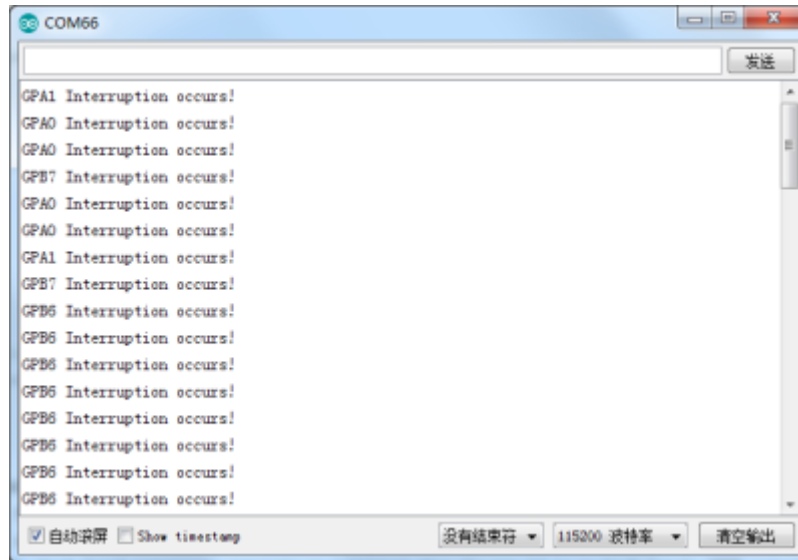 COM66
发送
GPA1 Interruption occurs!
GPA0 Interruption occurs!
GPA0 Interruption occurs!
GPB7 Interruption occurs!
GPA0 Interruption occurs!
GPA0 Interruption occurs!
GPA1 Interruption occurs!
GPB7 Interruption occurs!
GPB6 Interruption occurs!
GPB6 Interruption occurs!
GPB6 Interruption occurs!
GPB6 Interruption occurs!
GPB6 Interruption occurs!
GPB6 Interruption occurs!
GPB6 Interruption occurs!
GPB6 Interruption occurs!
自动滚屏 Show timestamp 没有结束符 115200 波特率 清空输出